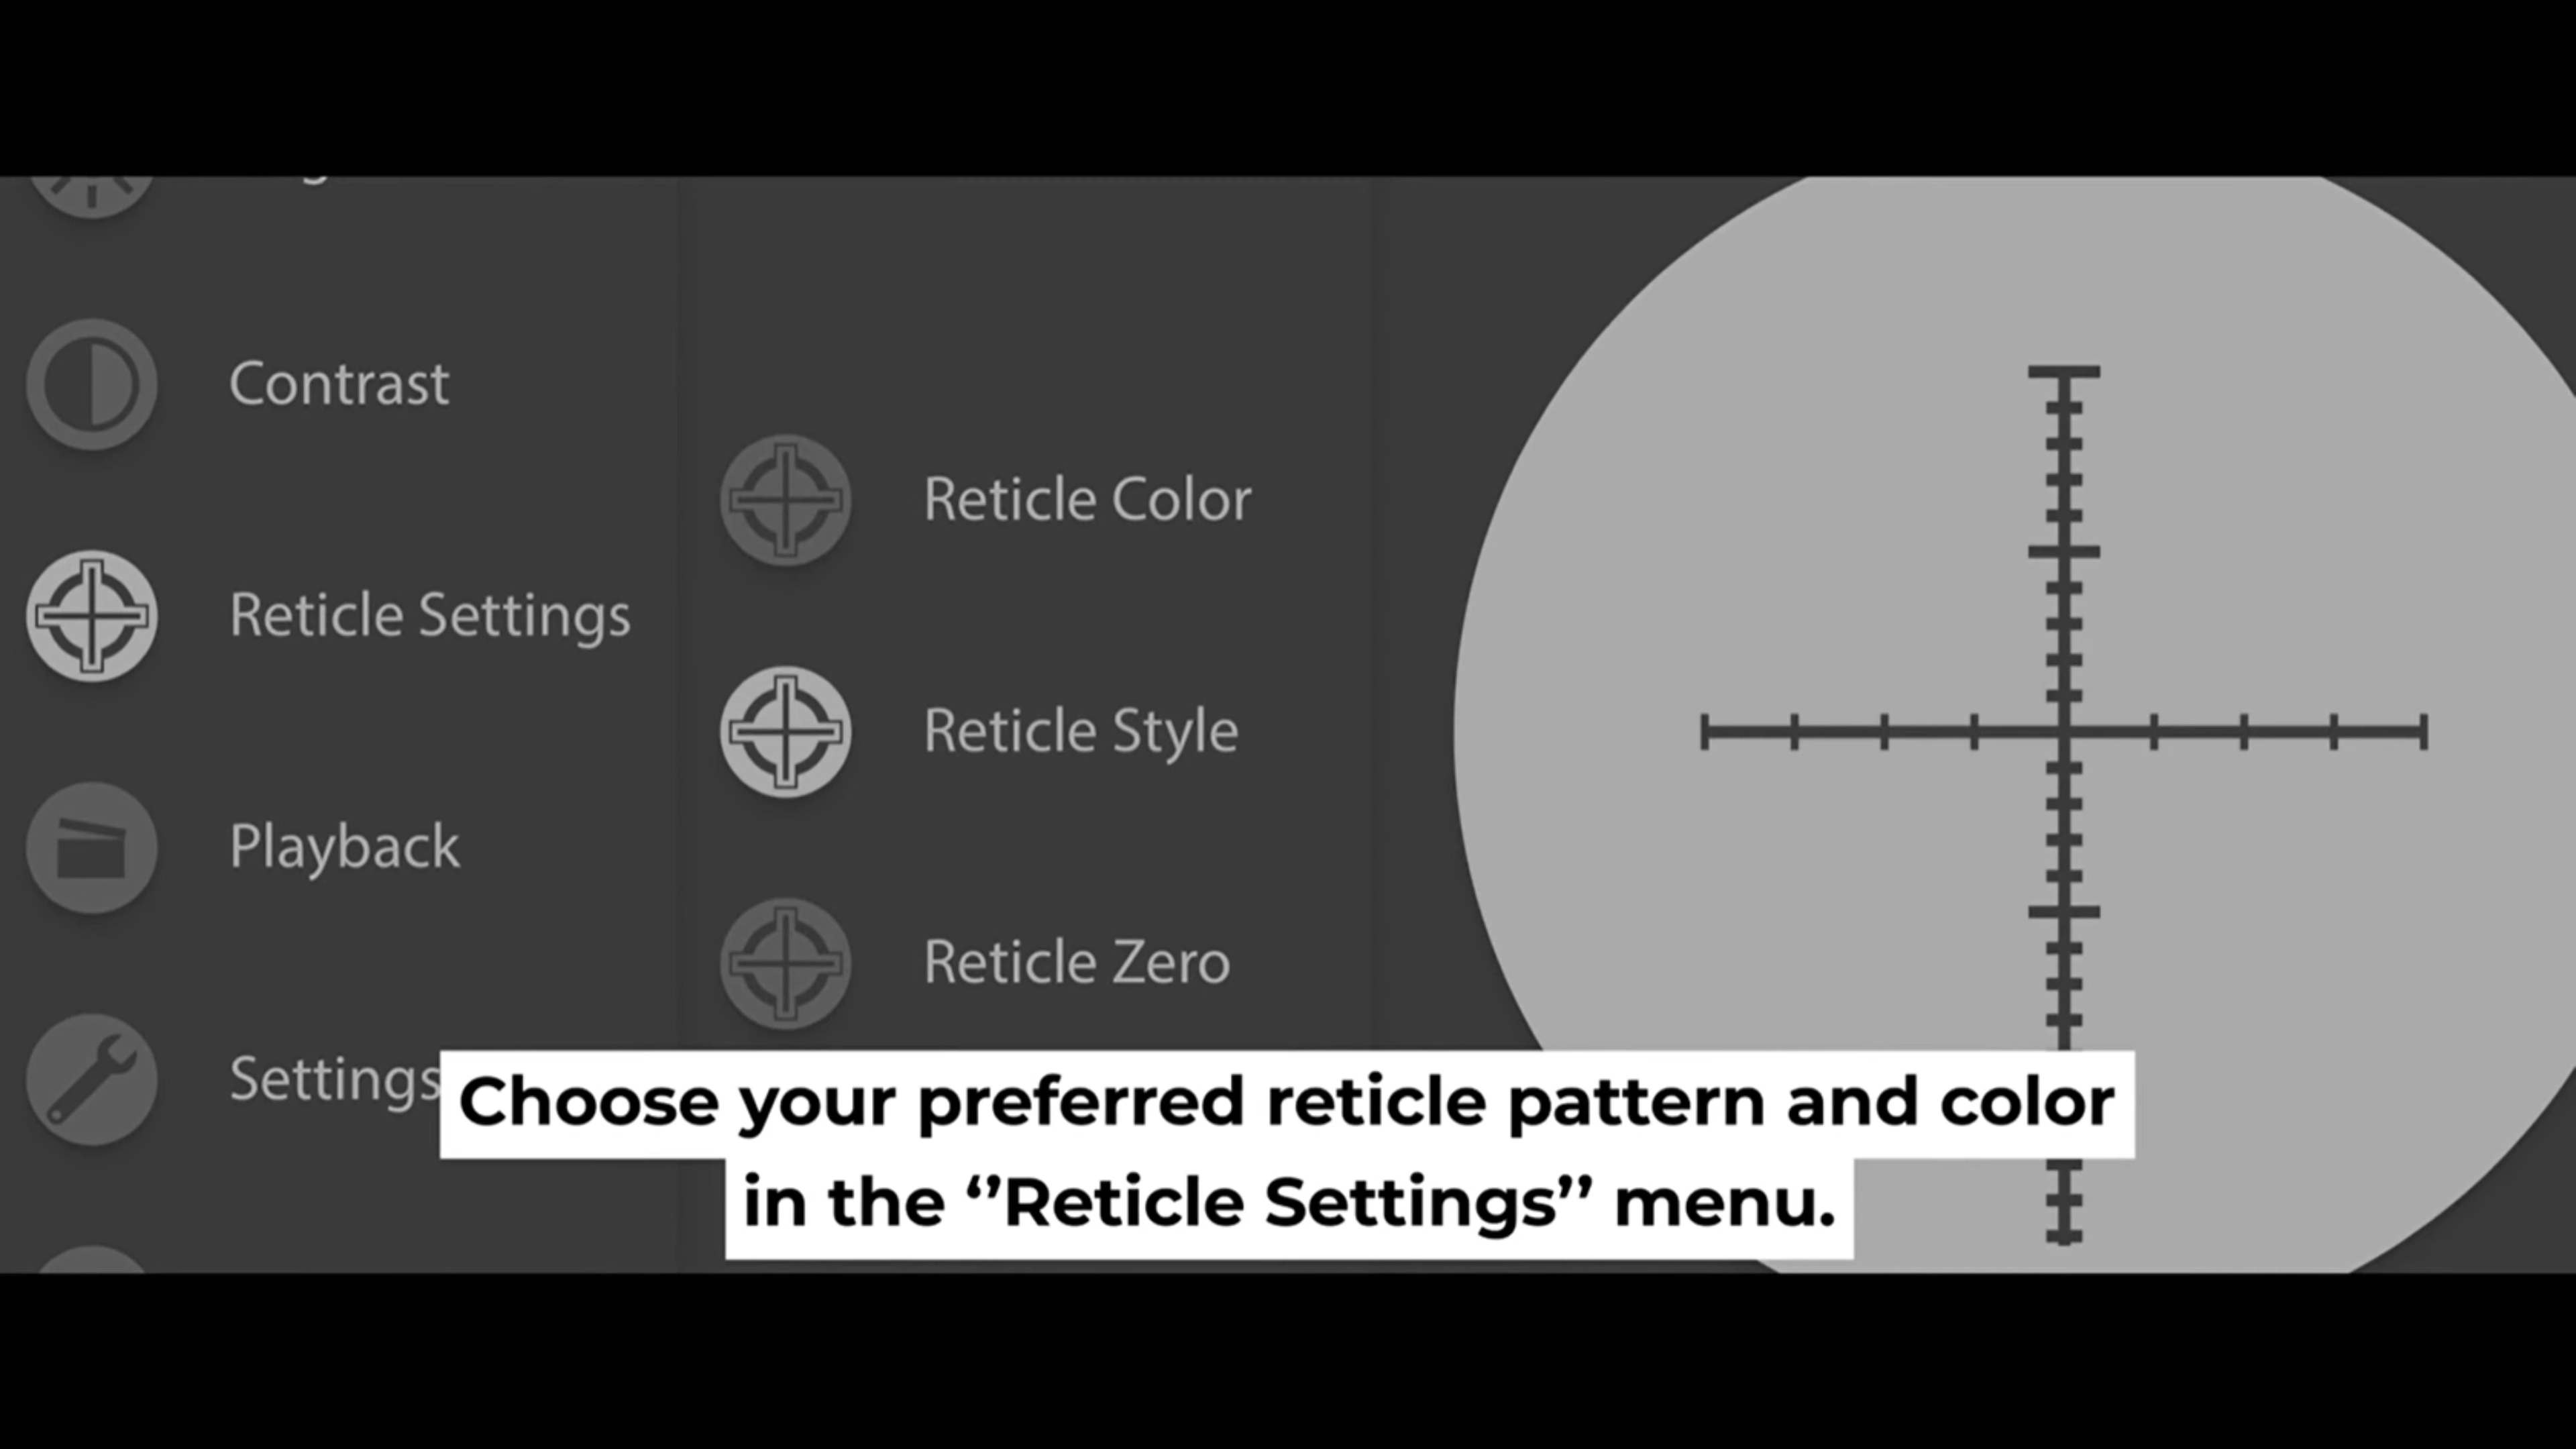 Contrast
Reticle Settings
Playback
Settings
Reticle Color
Reticle Style
Reticle Zero
Choose your preferred reticle pattern and color
in the ‘’Reticle Settings’’ menu.